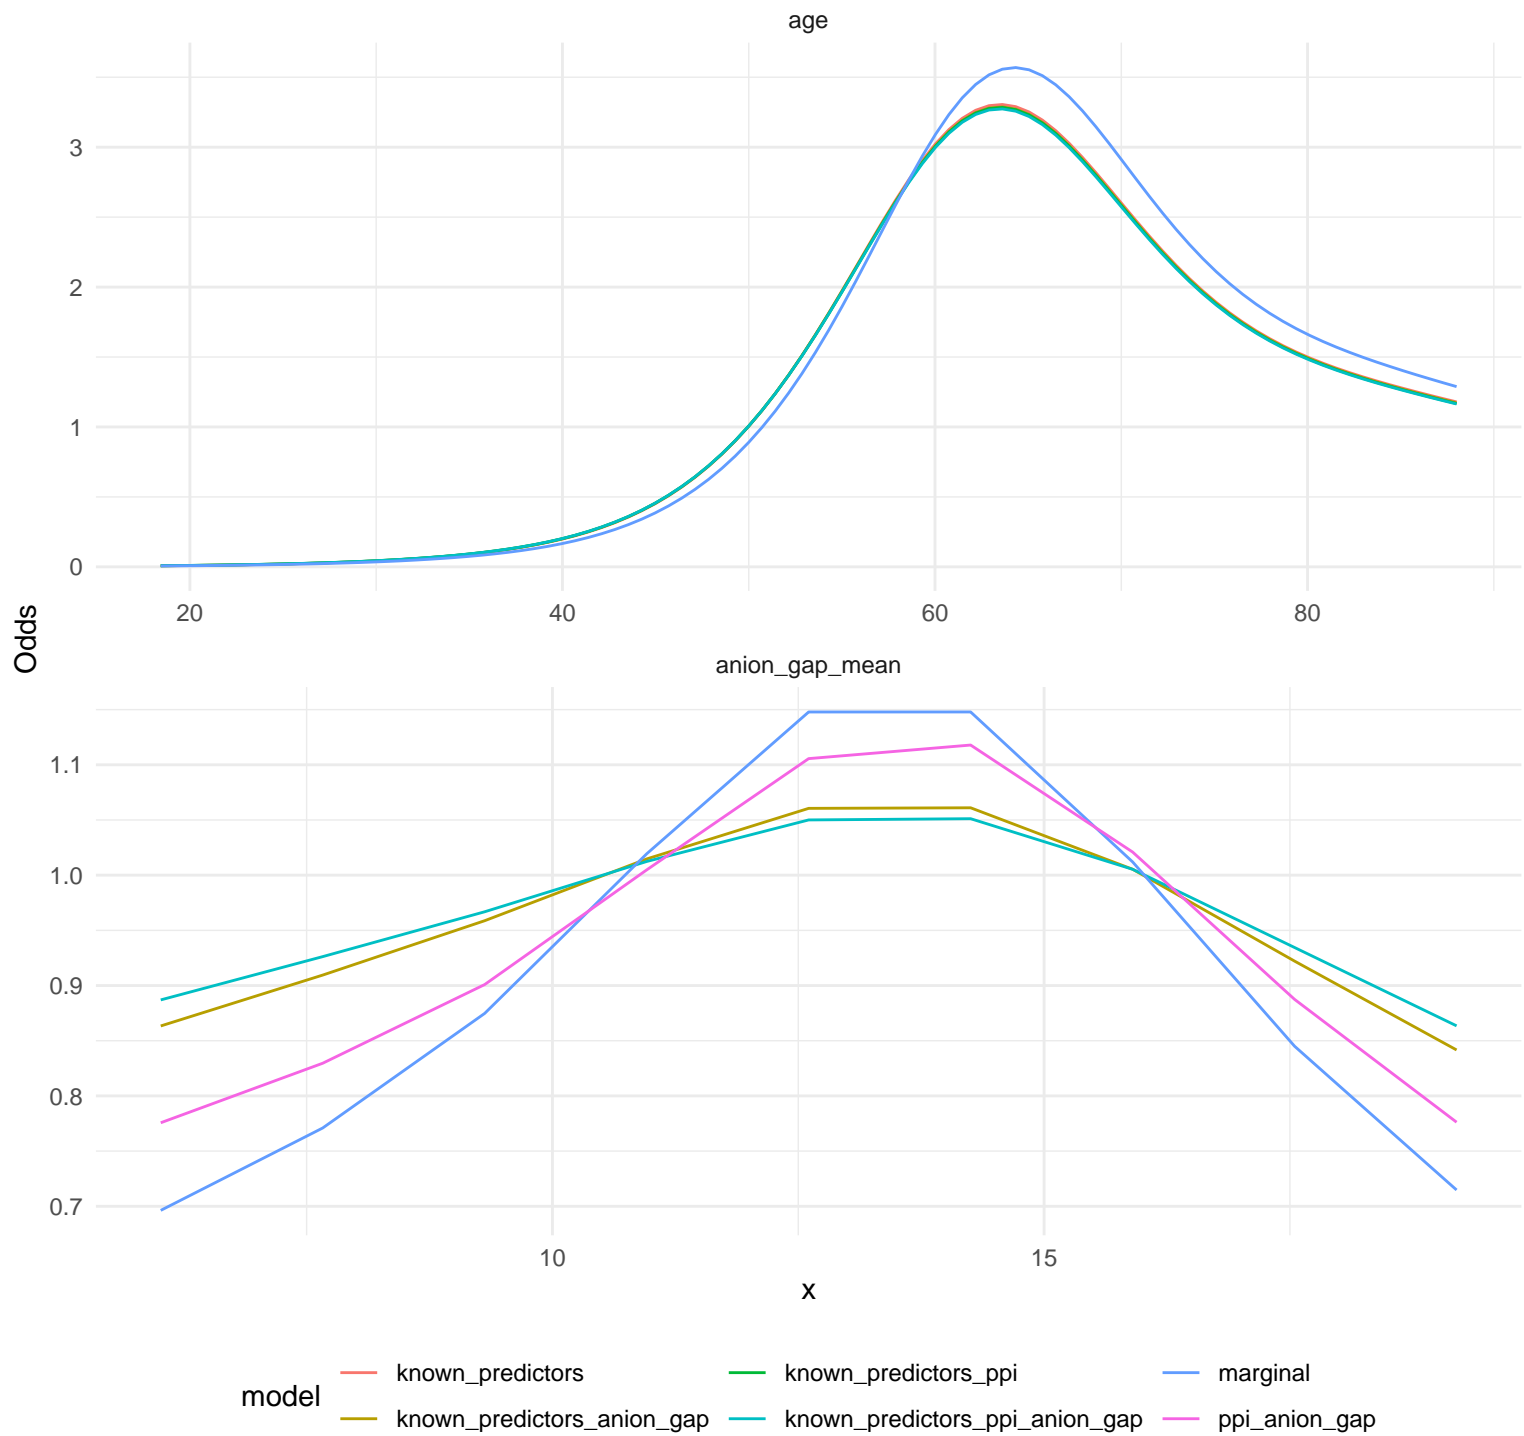 age
3
2
1
0
20 40 60 80
Odds
anion_gap_mean
1.1
1.0
0.9
0.8
0.7
10 15
x
model
known_predictors known_predictors_ppi marginal
known_predictors_anion_gap known_predictors_ppi_anion_gap ppi_anion_gap